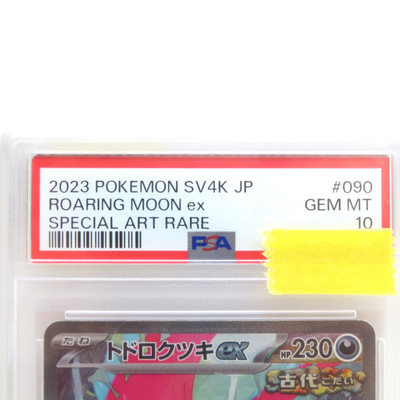 2023 POKEMON SV4K JP #090
ROARING MOON ex GEM MT
SPECIAL ART RARE 10
PSA
たね
トドロクツキex HP230
古代 こだい